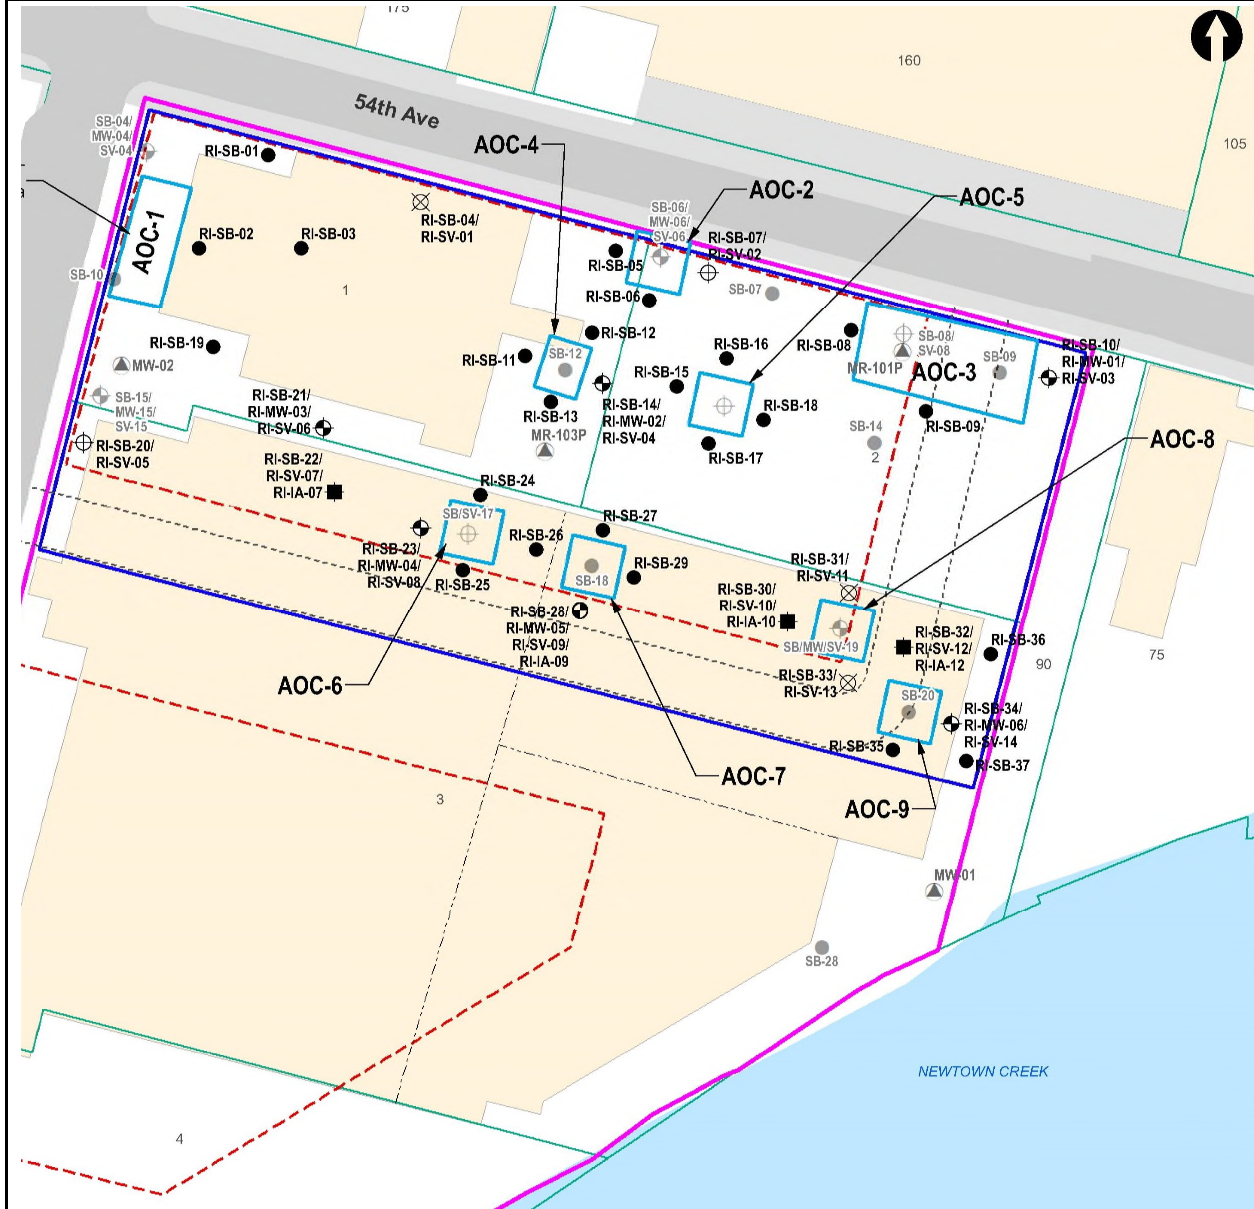 175
160
105
54th Ave
SB-04/
MW-04/
SV-04
RI-SB-01
AOC-4
AOC-2
AOC-5
a
AOC-1
RI-SB-02
RI-SB-03
RI-SB-04/
RI-SV-01
SB-06/
MW-06/
SV-06
RI-SB-07/
RI-SV-02
RI-SB-05
SB-10
1
RI-SB-06
SB-07
RI-SB-19
RI-SB-12
RI-SB-11
SB-12
RI-SB-16
RI-SB-08
SB-08/
SV-08
MR-101P
SB-09
AOC-3
RI-SB-10/
RI-MW-01/
RI-SV-03
MW-02
SB-15/
MW-15/
SV-15
RI-SB-21/
RI-MW-03/
RI-SV-06
RI-SB-13
RI-SB-14/
RI-MW-02/
RI-SV-04
RI-SB-15
RI-SB-18
RI-SB-09
MR-103P
RI-SB-17
SB-14
2
AOC-8
RI-SB-20/
RI-SV-05
RI-SB-22/
RI-SV-07/
RI-IA-07
RI-SB-24
SB/SV-17
RI-SB-27
RI-SB-26
RI-SB-23/
RI-MW-04/
RI-SV-08
RI-SB-25
SB-18
RI-SB-29
RI-SB-31/
RI-SV-11
RI-SB-30/
RI-SV-10/
RI-IA-10
RI-SB-28/
RI-MW-05/
RI-SV-09/
RI-IA-09
SB/MW/SV-19
RI-SB-32/
RI-SV-12/
RI-IA-12
RI-SB-36
90
75
AOC-6
RI-SB-33/
RI-SV-13
SB-20
RI-SB-34/
RI-MW-06/
RI-SV-14
RI-SB-35
RI-SB-37
AOC-7
AOC-9
3
MW-01
SB-28
NEWTOWN CREEK
4